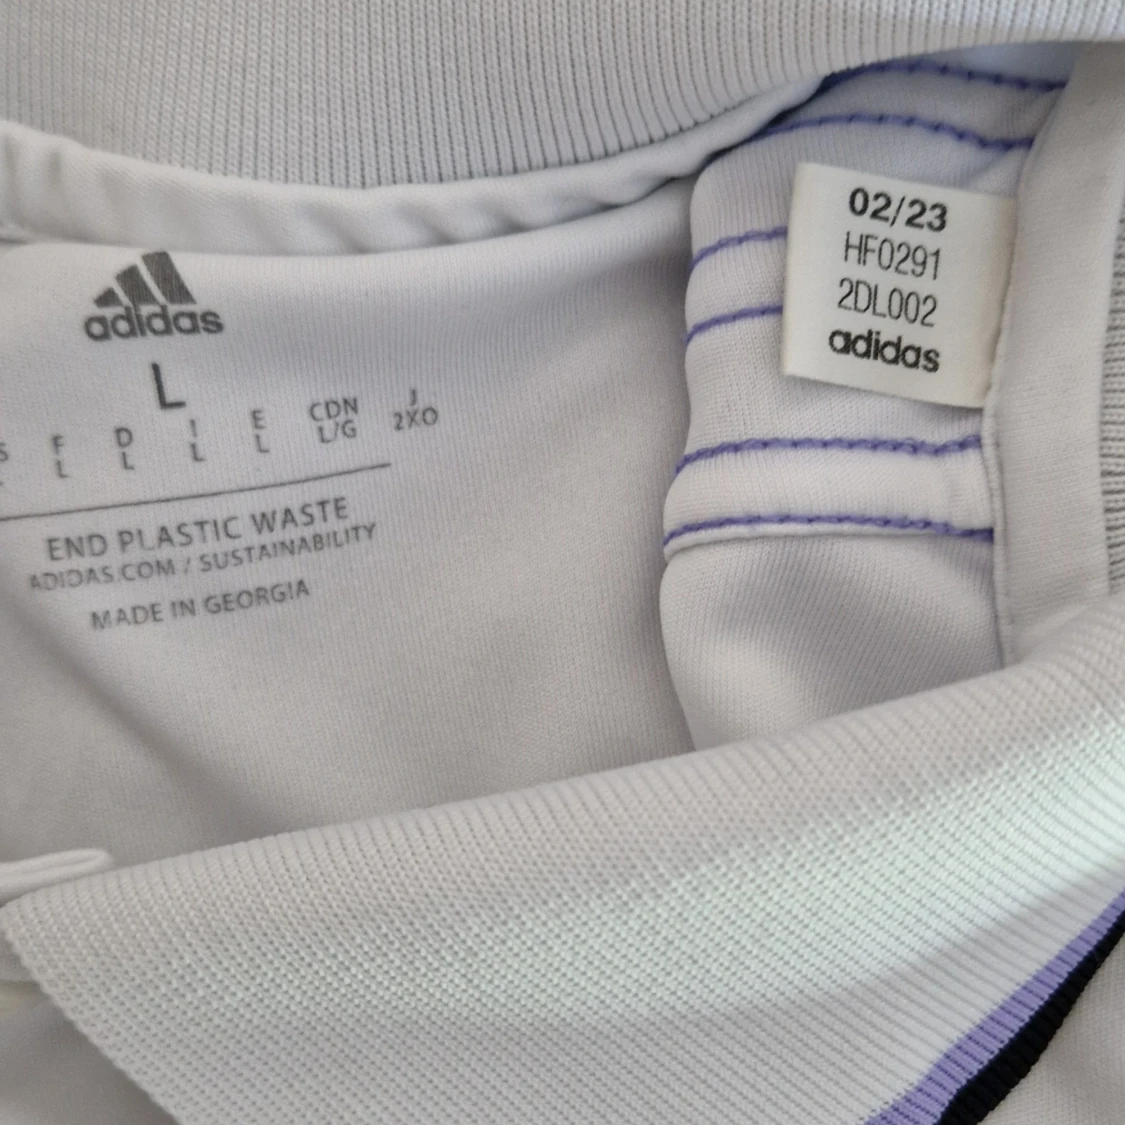 adidas
L
S F D I E CDN J
L L L L L/G 2XO
END PLASTIC WASTE
ADIDAS.COM / SUSTAINABILITY
MADE IN GEORGIA
02/23
HF0291
2DL002
adidas